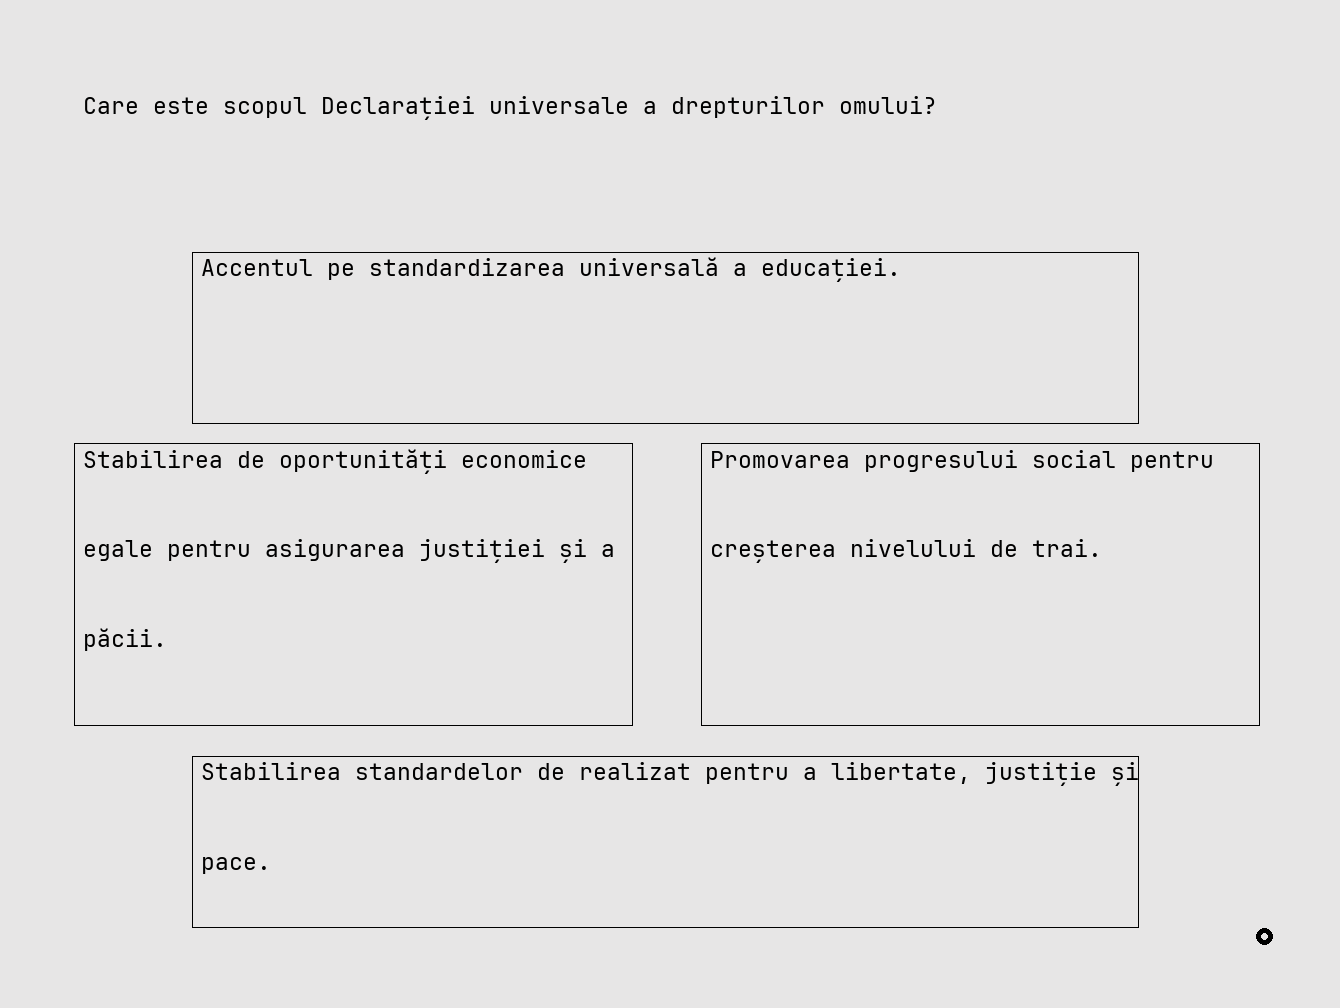 Care este scopul Declarației universale a drepturilor omului?
Accentul pe standardizarea universală a educației.
Stabilirea de oportunități economice
egale pentru asigurarea justiției și a
păcii.
Promovarea progresului social pentru
creșterea nivelului de trai.
Stabilirea standardelor de realizat pentru a libertate, justiție și
pace.